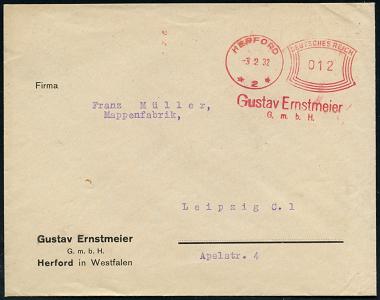 HERFORD
-3.2.32
* 2 *
DEUTSCHES REICH
012
Gustav Ernstmeier
G. m. b. H.
Firma
Franz Müller,
Mappenfabrik,
Leipzig C.1
Apelstr. 4
Gustav Ernstmeier
G. m. b. H.
Herford in Westfalen